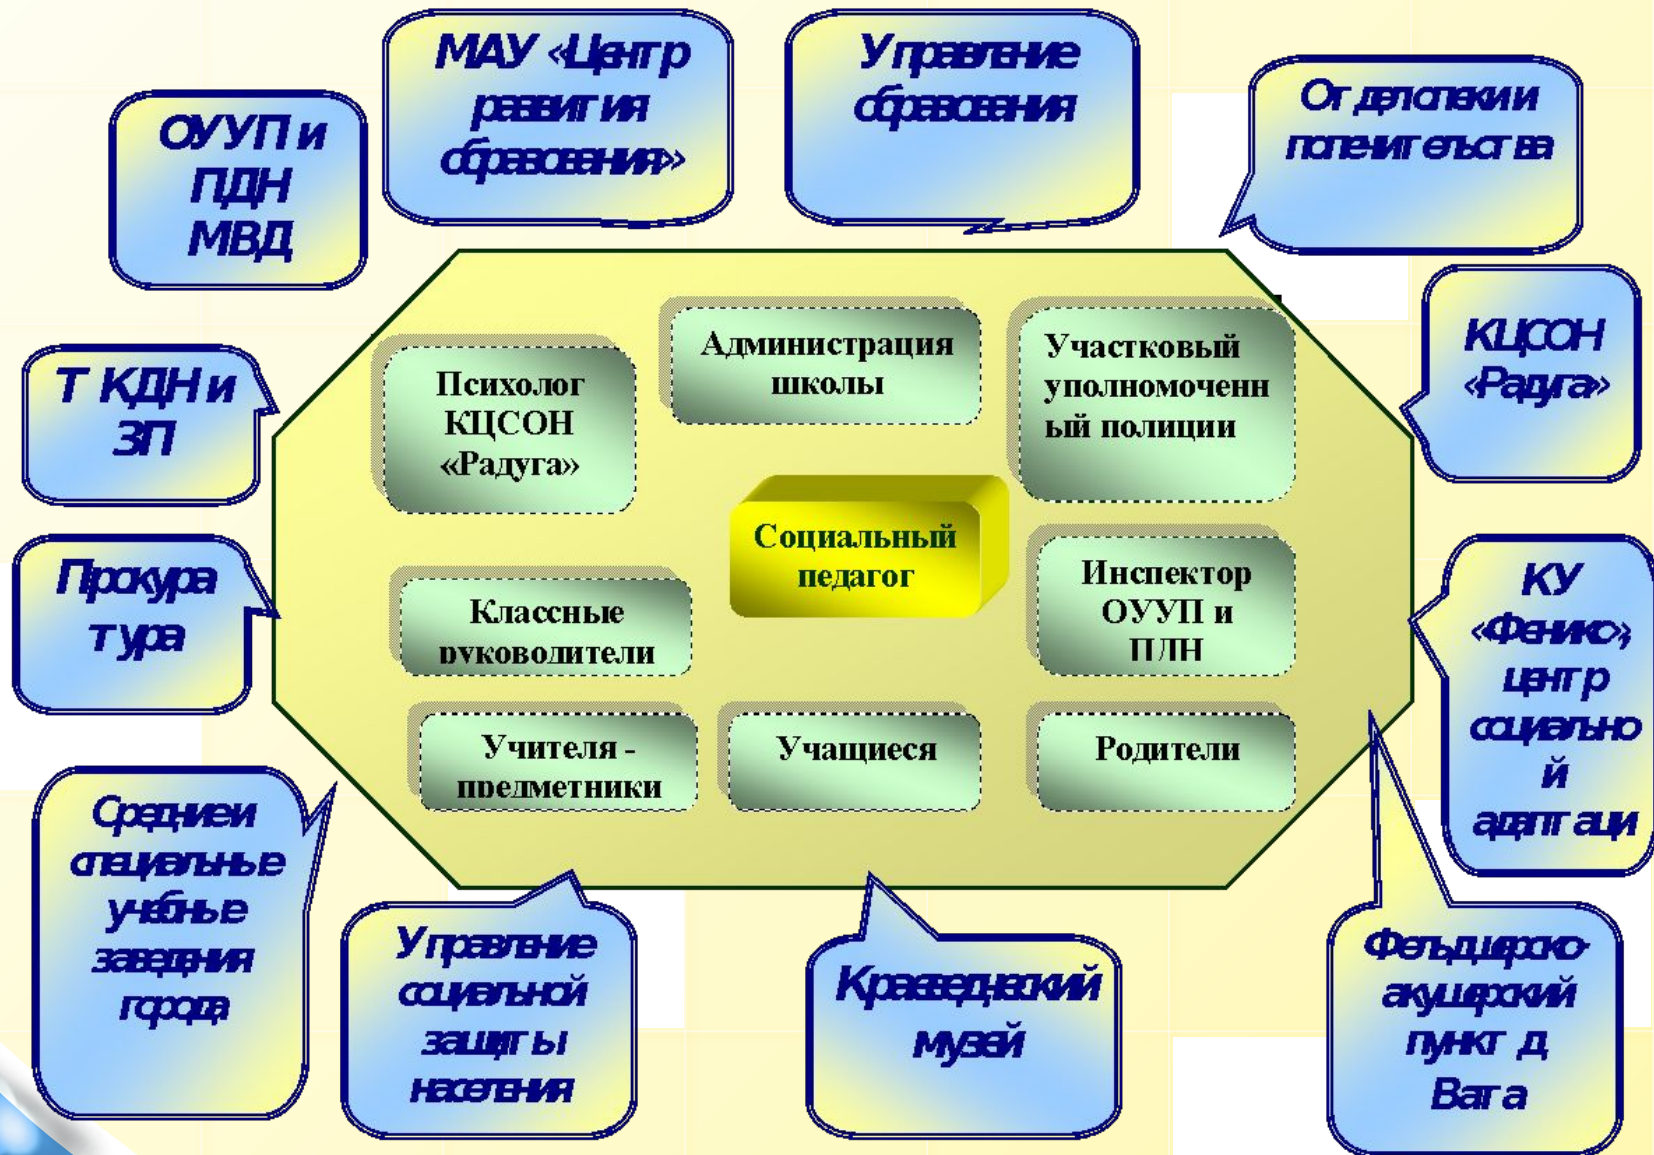 МАУ «Центр
развития
образования»
Управление
образования
Отдел опеки и
попечительства
ОУУП и
ПДН
МВД
КЦСОН
«Радуга»
Т КДН и
ЗП
Психолог
КЦСОН
«Радуга»
Администрация
школы
Участковый
уполномоченн
ый полиции
Социальный
педагог
Прокура
тура
Классные
руководители
Инспектор
ОУУП и
ПДН
КУ
«Феникс»,
центр
социально
й
адаптаци
Учителя -
предметники
Учащиеся
Родители
Средние и
специальные
учебные
заведения
города
Управление
социальной
защиты
населения
Краеведческий
музей
Фельдшерско-
акушерский
пункт д.
Вата